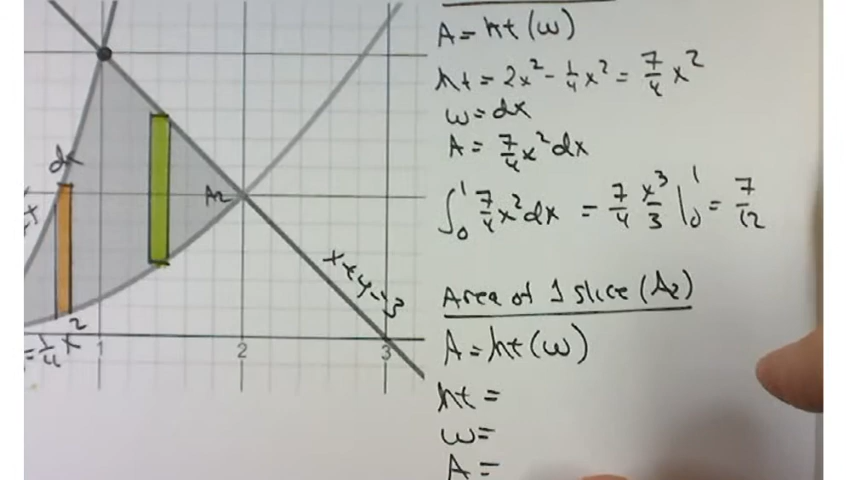 A = ht (w)
ht = 2x² - ¼x² = 7/4 x²
w = dx
A = 7/4 x² dx
∫₀¹ 7/4 x² dx = 7/4 x³/3 |₀¹ = 7/12
Area of 1 slice (A₂)
A = ht (w)
ht =
w =
A =
dx
A₂
x+y=3
= ¼x²
1 2 3